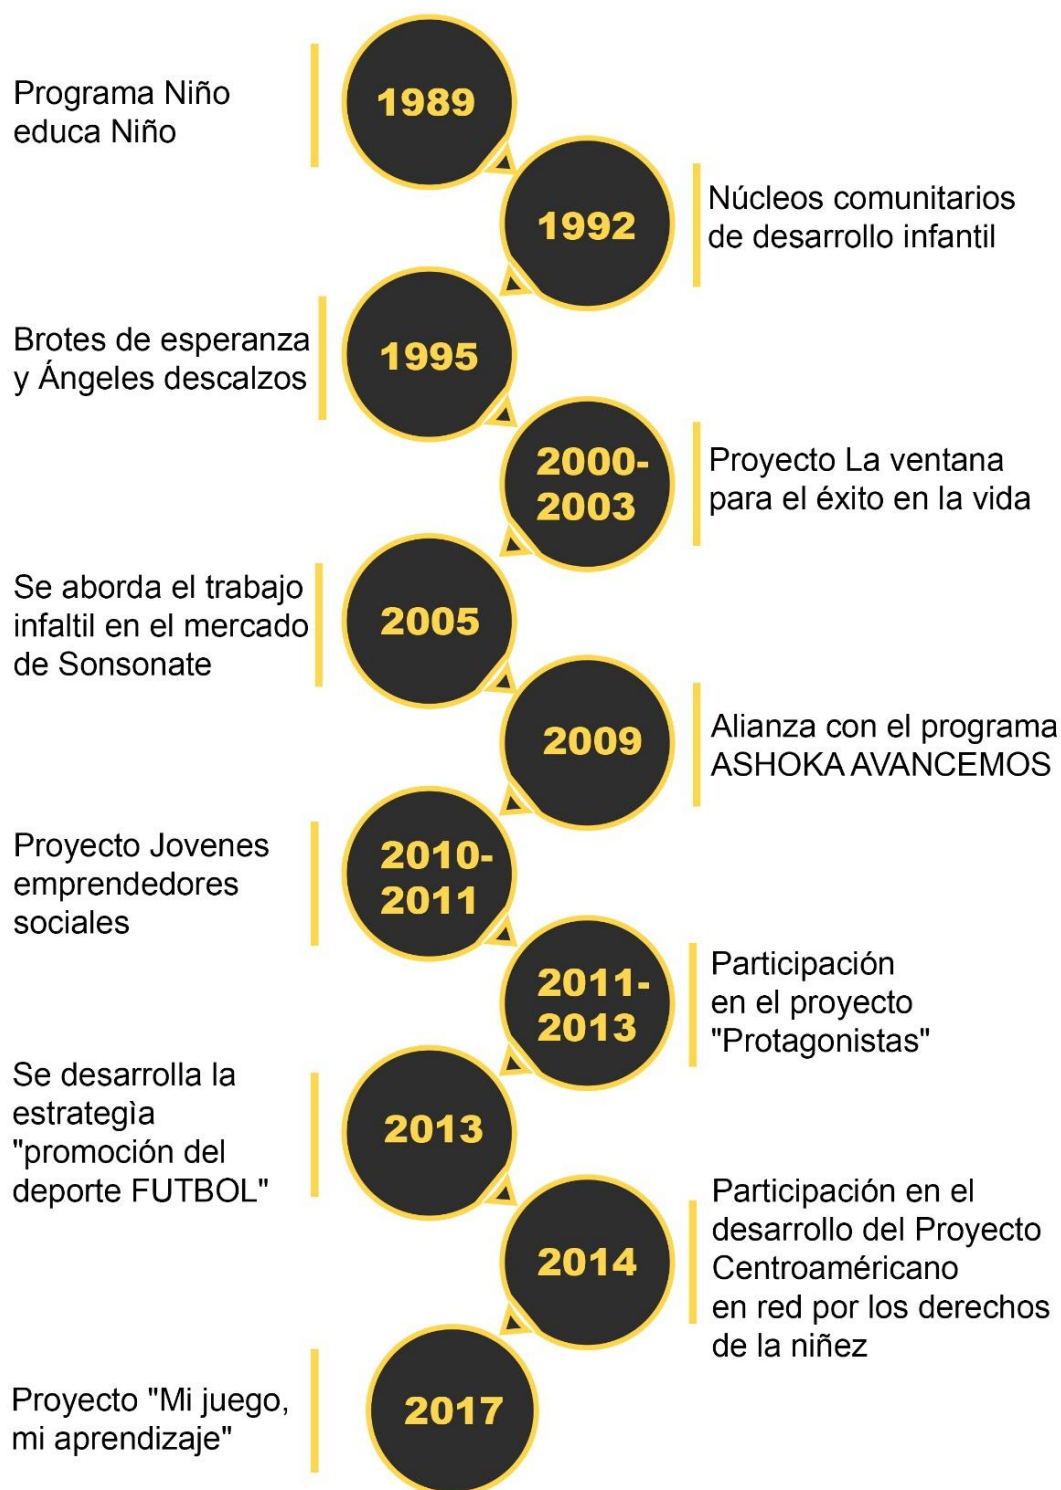 Programa Niño
educa Niño
1989
1992
Núcleos comunitarios
de desarrollo infantil
Brotes de esperanza
y Ángeles descalzos
1995
2000-
2003
Proyecto La ventana
para el éxito en la vida
Se aborda el trabajo
infaltil en el mercado
de Sonsonate
2005
2009
Alianza con el programa
ASHOKA AVANCEMOS
Proyecto Jovenes
emprendedores
sociales
2010-
2011
2011-
2013
Participación
en el proyecto
"Protagonistas"
Se desarrolla la
estrategìa
"promoción del
deporte FUTBOL"
2013
2014
Participación en el
desarrollo del Proyecto
Centroaméricano
en red por los derechos
de la niñez
Proyecto "Mi juego,
mi aprendizaje"
2017